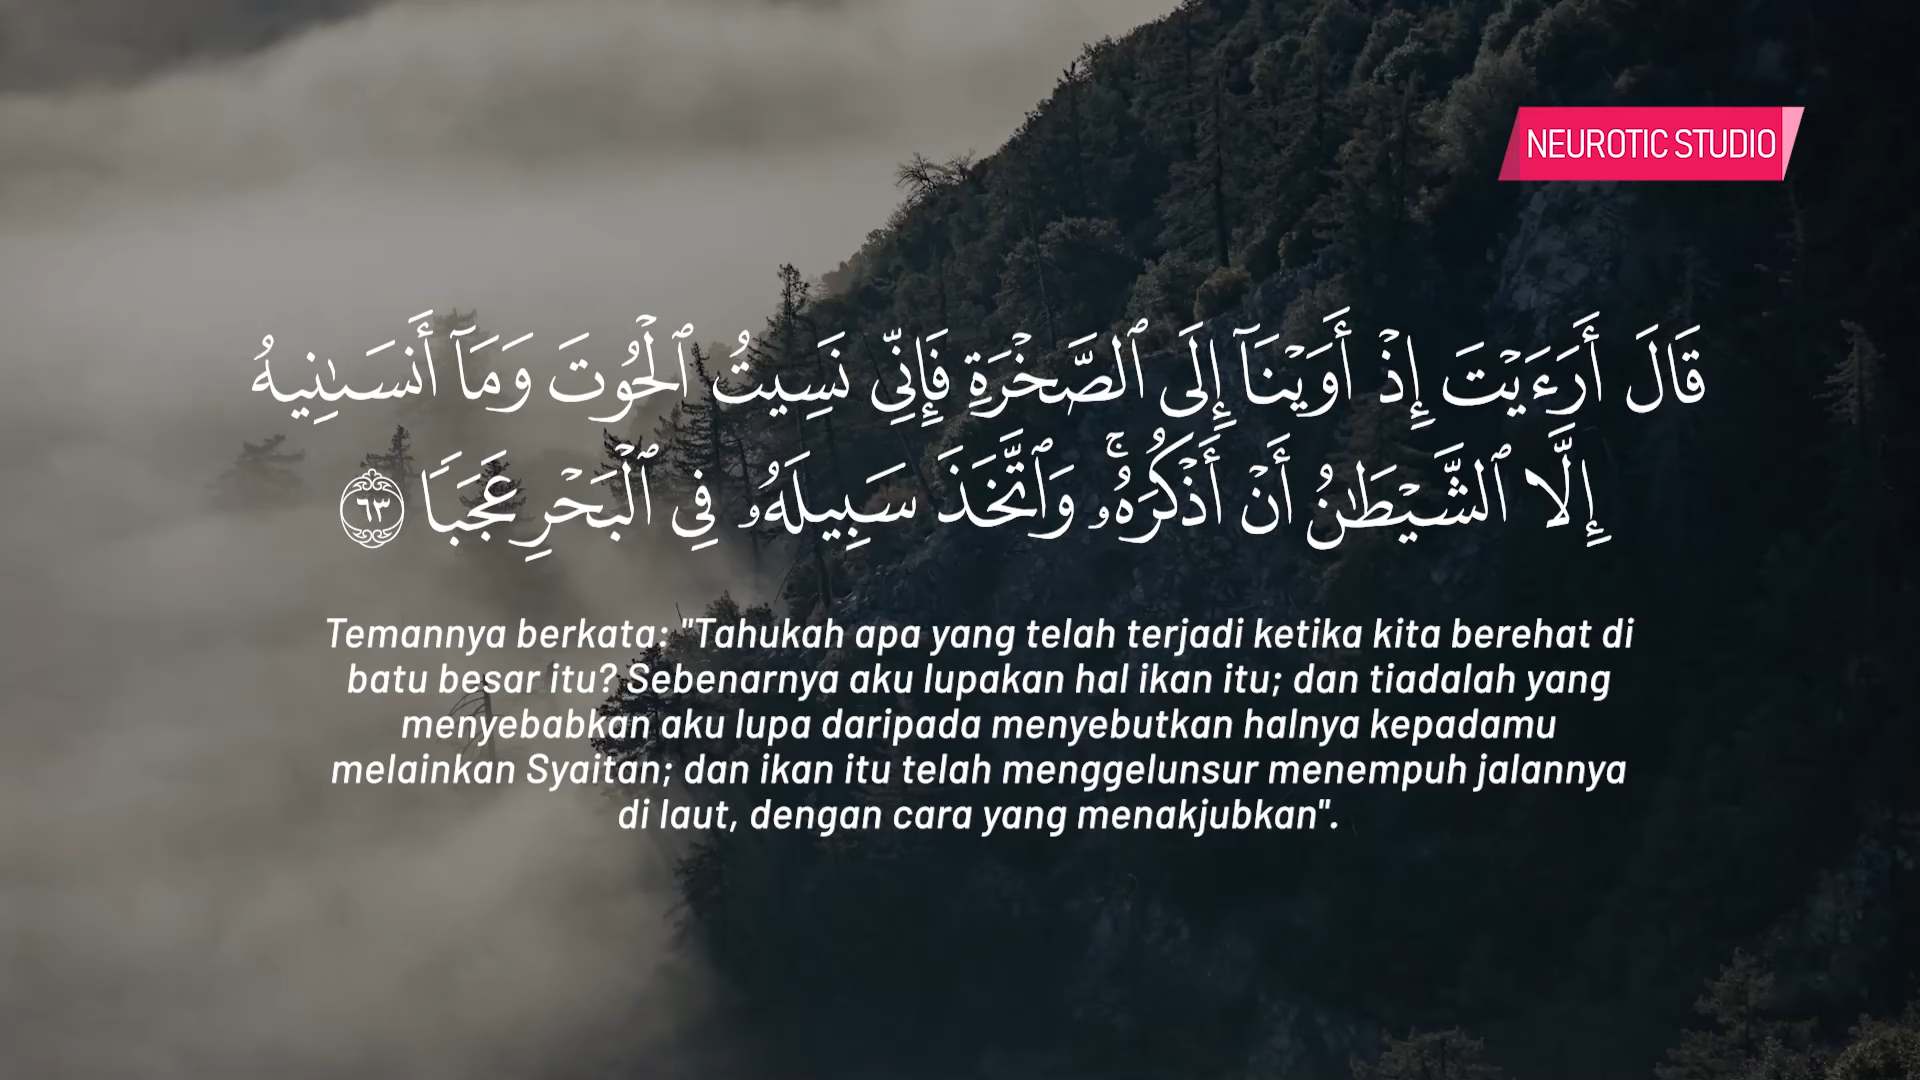 NEUROTIC STUDIO
قَالَ أَرَءَيْتَ إِذْ أَوَيْنَآ إِلَى ٱلصَّخْرَةِ فَإِنِّى نَسِيتُ ٱلْحُوتَ وَمَآ أَنسَىٰنِيهُ
إِلَّا ٱلشَّيْطَٰنُ أَنْ أَذْكُرَهُۥ ۚ وَٱتَّخَذَ سَبِيلَهُۥ فِى ٱلْبَحْرِ عَجَبًا ٦٣
Temannya berkata: "Tahukah apa yang telah terjadi ketika kita berehat di
batu besar itu? Sebenarnya aku lupakan hal ikan itu; dan tiadalah yang
menyebabkan aku lupa daripada menyebutkan halnya kepadamu
melainkan Syaitan; dan ikan itu telah menggelunsur menempuh jalannya
di laut, dengan cara yang menakjubkan".